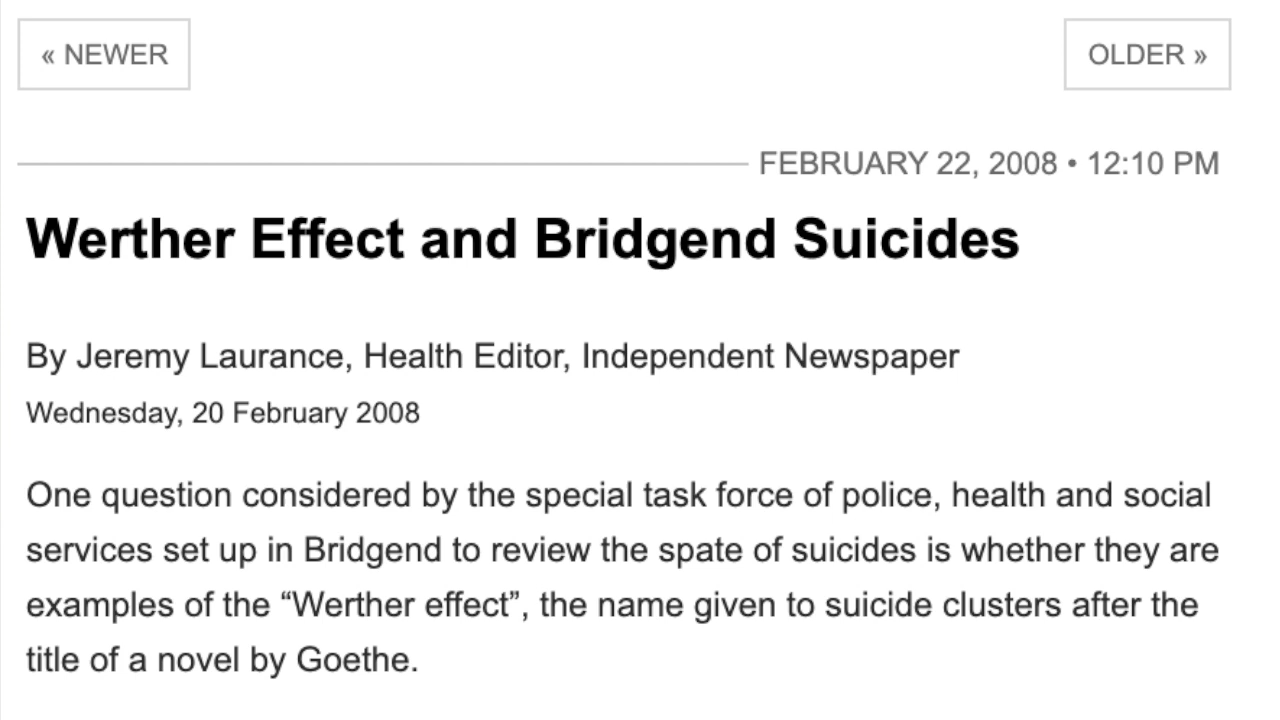 « NEWER
OLDER »
FEBRUARY 22, 2008 • 12:10 PM
Werther Effect and Bridgend Suicides
By Jeremy Laurance, Health Editor, Independent Newspaper
Wednesday, 20 February 2008
One question considered by the special task force of police, health and social
services set up in Bridgend to review the spate of suicides is whether they are
examples of the “Werther effect”, the name given to suicide clusters after the
title of a novel by Goethe.